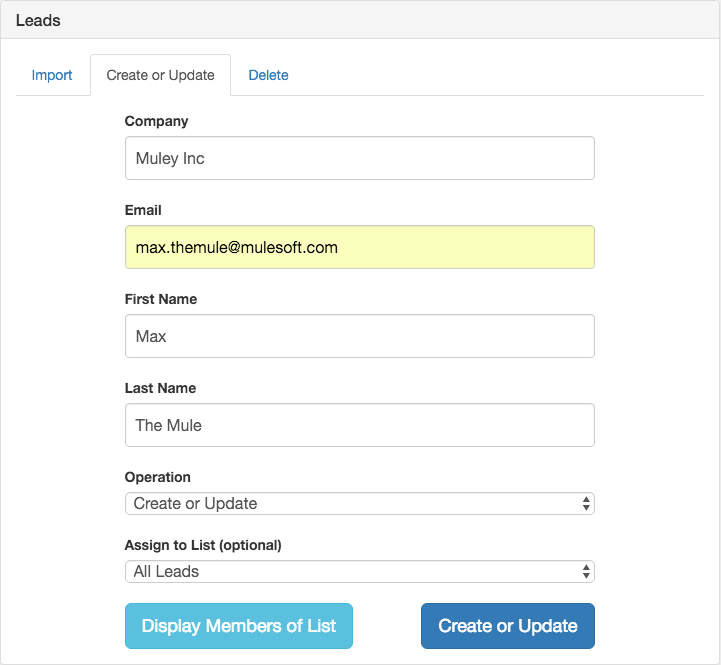 Leads
Import Create or Update Delete
Company
Muley Inc
Email
max.themule@mulesoft.com
First Name
Max
Last Name
The Mule
Operation
Create or Update
Assign to List (optional)
All Leads
Display Members of List Create or Update